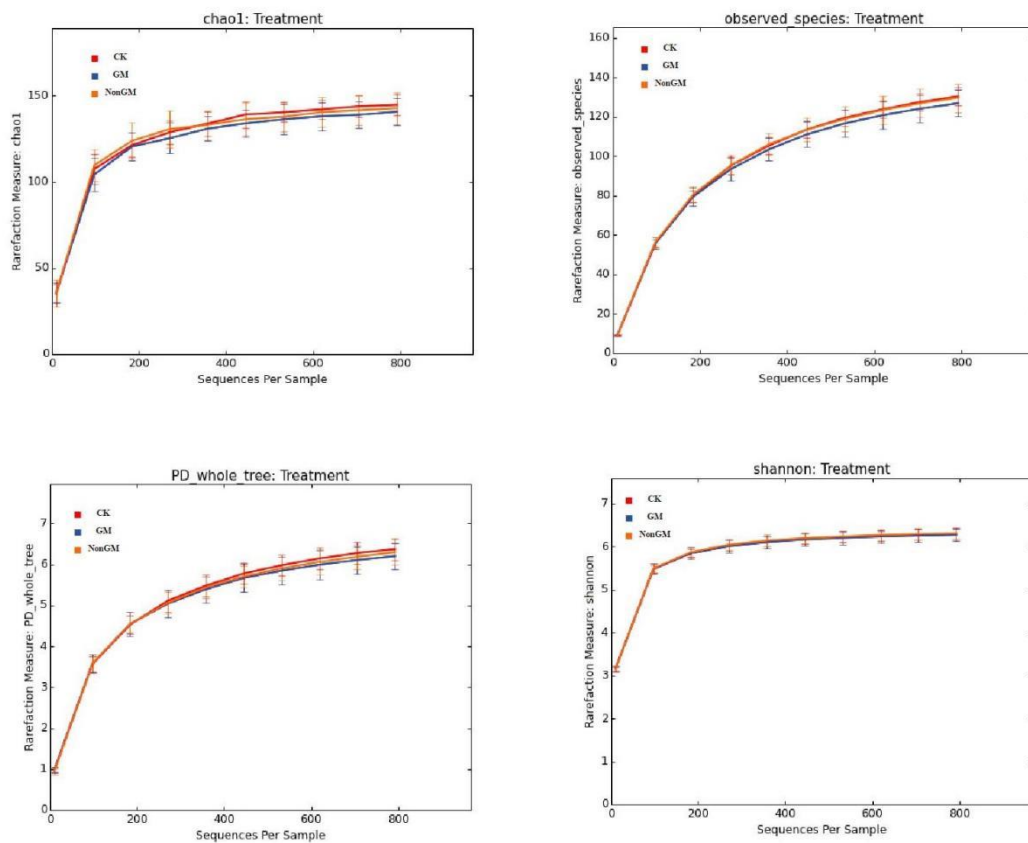 chao1: Treatment
CK
GM
NonGM
Rarefaction Measure: chao1
150
100
50
0
0 200 400 600 800
Sequences Per Sample
observed_species: Treatment
CK
GM
NonGM
Rarefaction Measure: observed_species
160
140
120
100
80
60
40
20
0
0 200 400 600 800
Sequences Per Sample
PD_whole_tree: Treatment
CK
GM
NonGM
Rarefaction Measure: PD_whole_tree
7
6
5
4
3
2
1
0
0 200 400 600 800
Sequences Per Sample
shannon: Treatment
CK
GM
NonGM
Rarefaction Measure: shannon
7
6
5
4
3
2
1
0
0 200 400 600 800
Sequences Per Sample